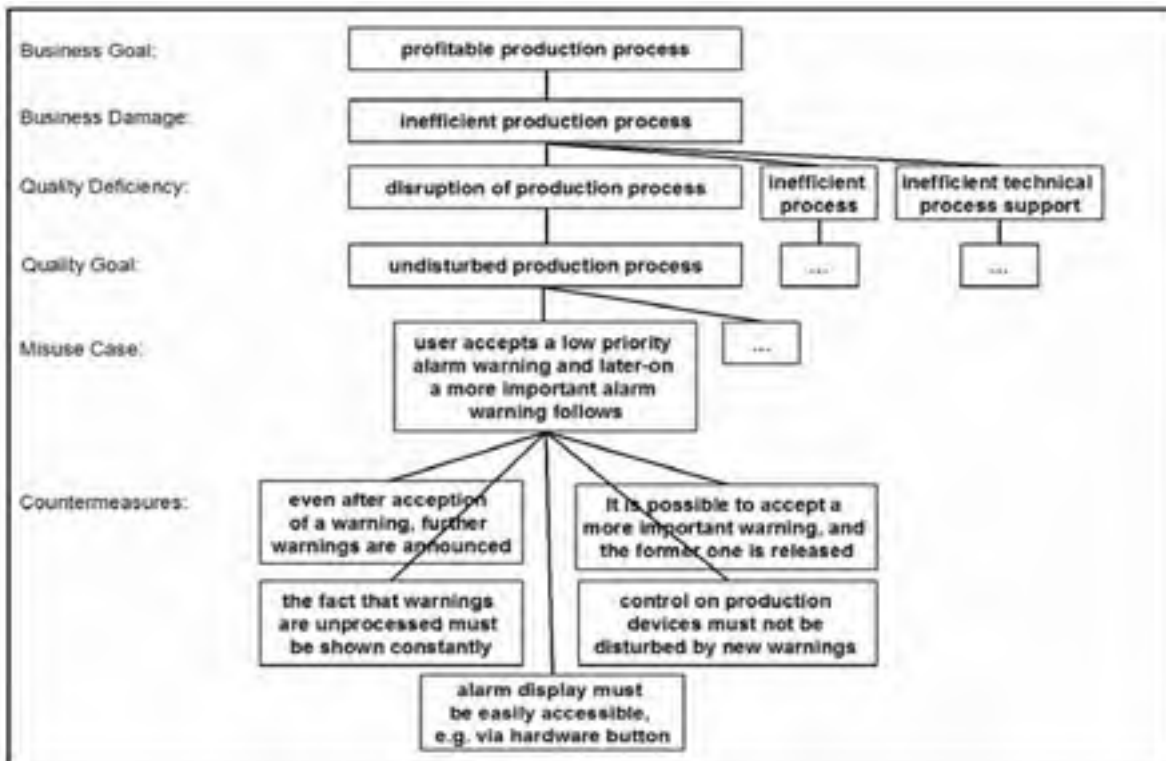 Business Goal:
profitable production process
Business Damage:
inefficient production process
Quality Deficiency:
disruption of production process
inefficient
process
inefficient technical
process support
Quality Goal:
undisturbed production process
...
...
Misuse Case:
user accepts a low priority
alarm warning and later-on
a more important alarm
warning follows
...
Countermeasures:
even after acception
of a warning, further
warnings are announced
It is possible to accept a
more important warning, and
the former one is released
the fact that warnings
are unprocessed must
be shown constantly
control on production
devices must not be
disturbed by new warnings
alarm display must
be easily accessible,
e.g. via hardware button